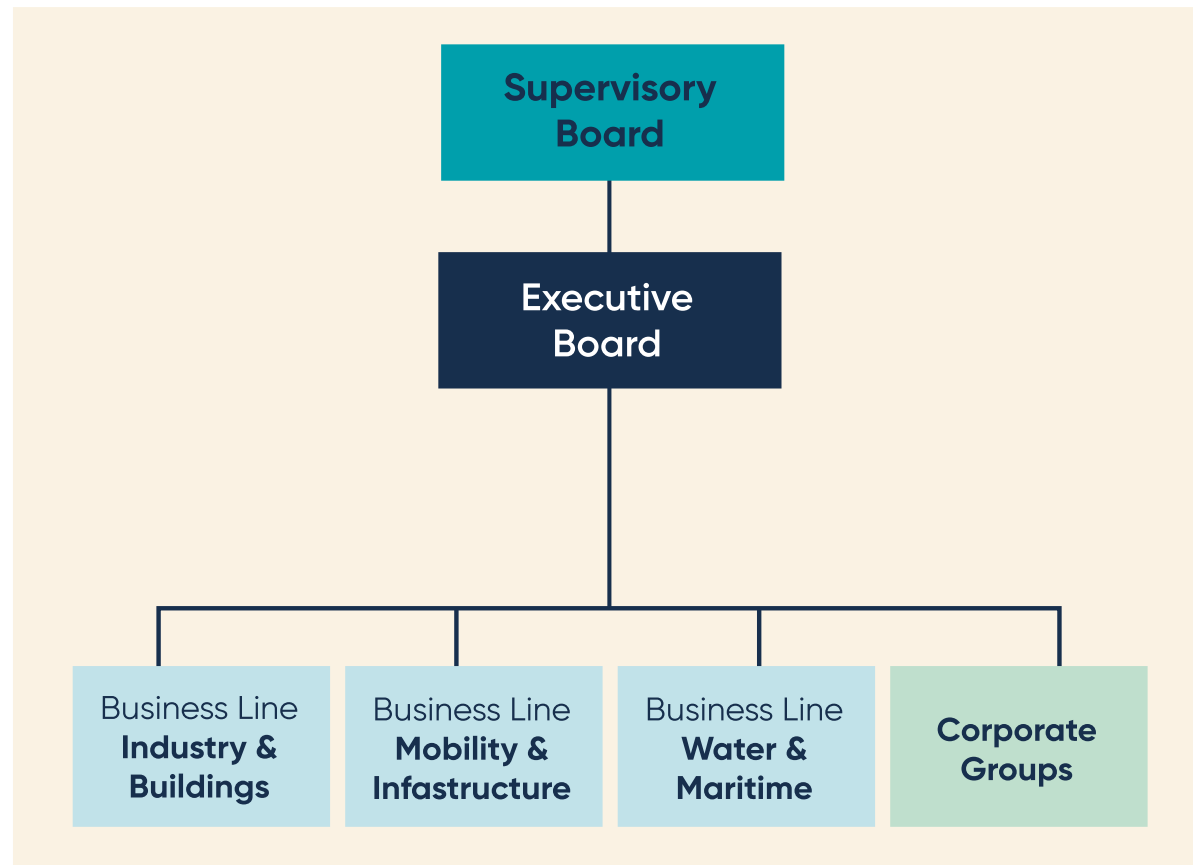 Supervisory
Board
Executive
Board
Business Line
Industry &
Buildings
Business Line
Mobility &
Infastructure
Business Line
Water &
Maritime
Corporate
Groups